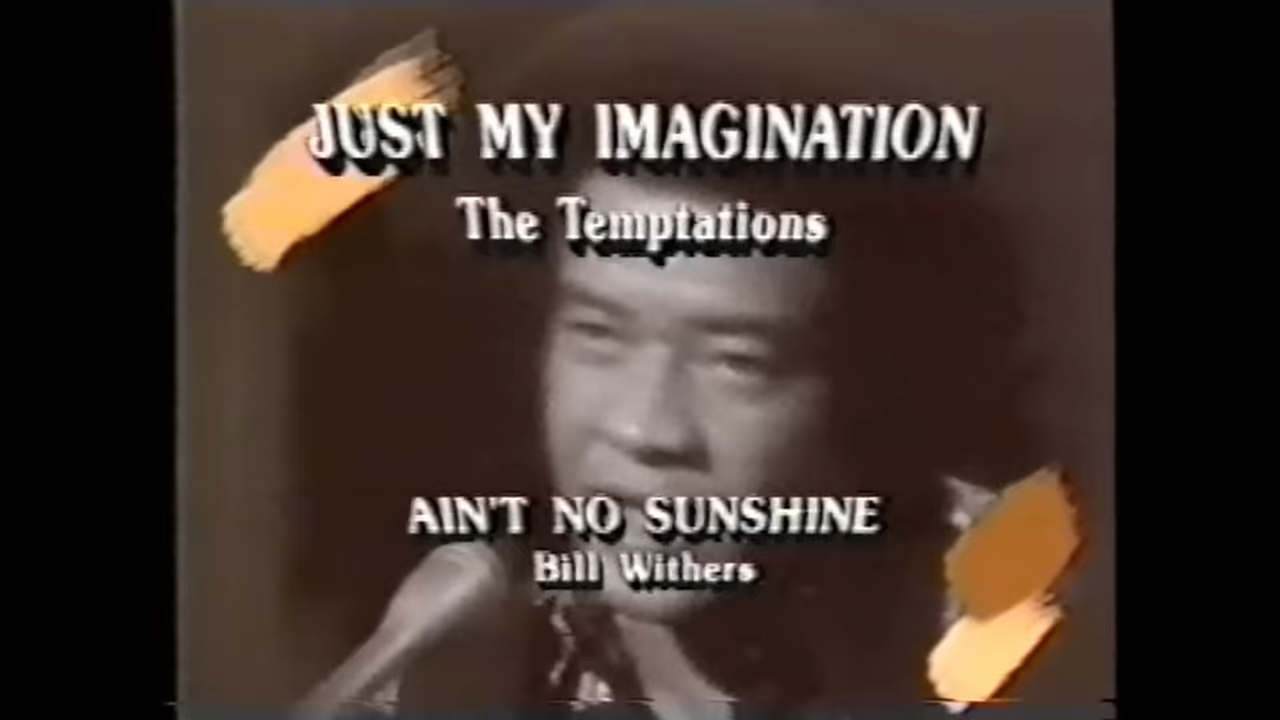 JUST MY IMAGINATION
The Temptations
AIN'T NO SUNSHINE
Bill Withers